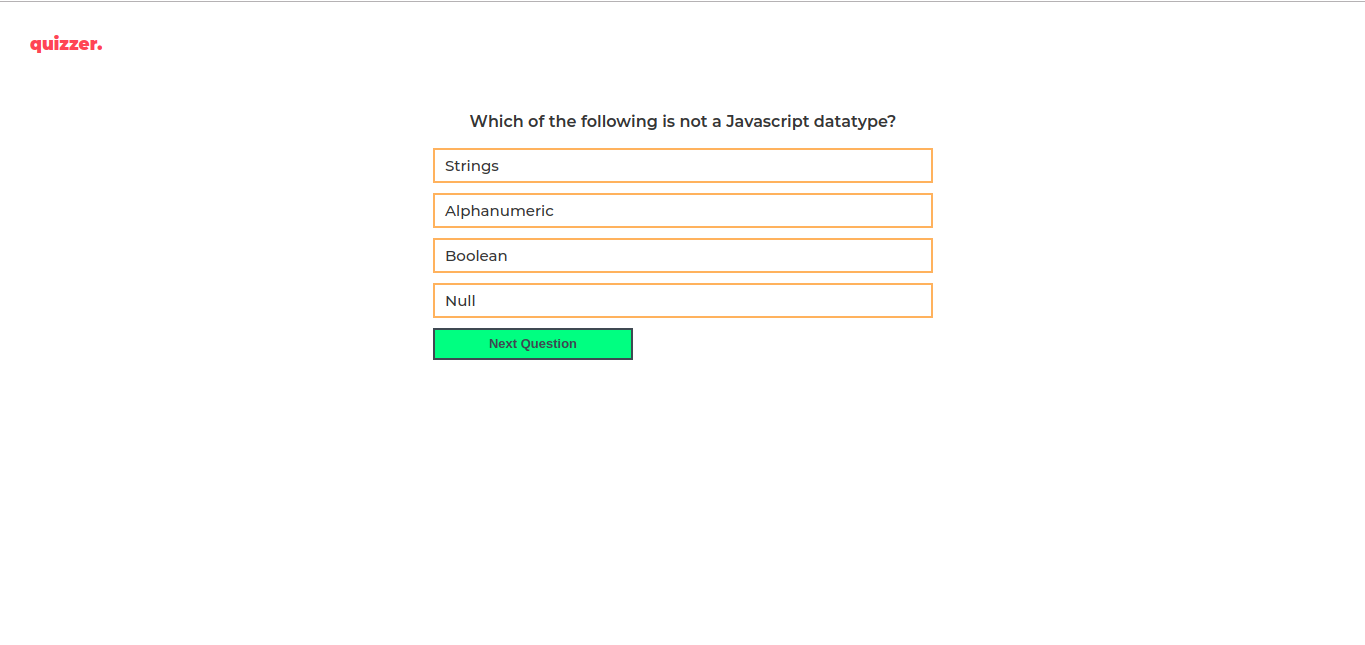 quizzer.
Which of the following is not a Javascript datatype?
Strings
Alphanumeric
Boolean
Null
Next Question